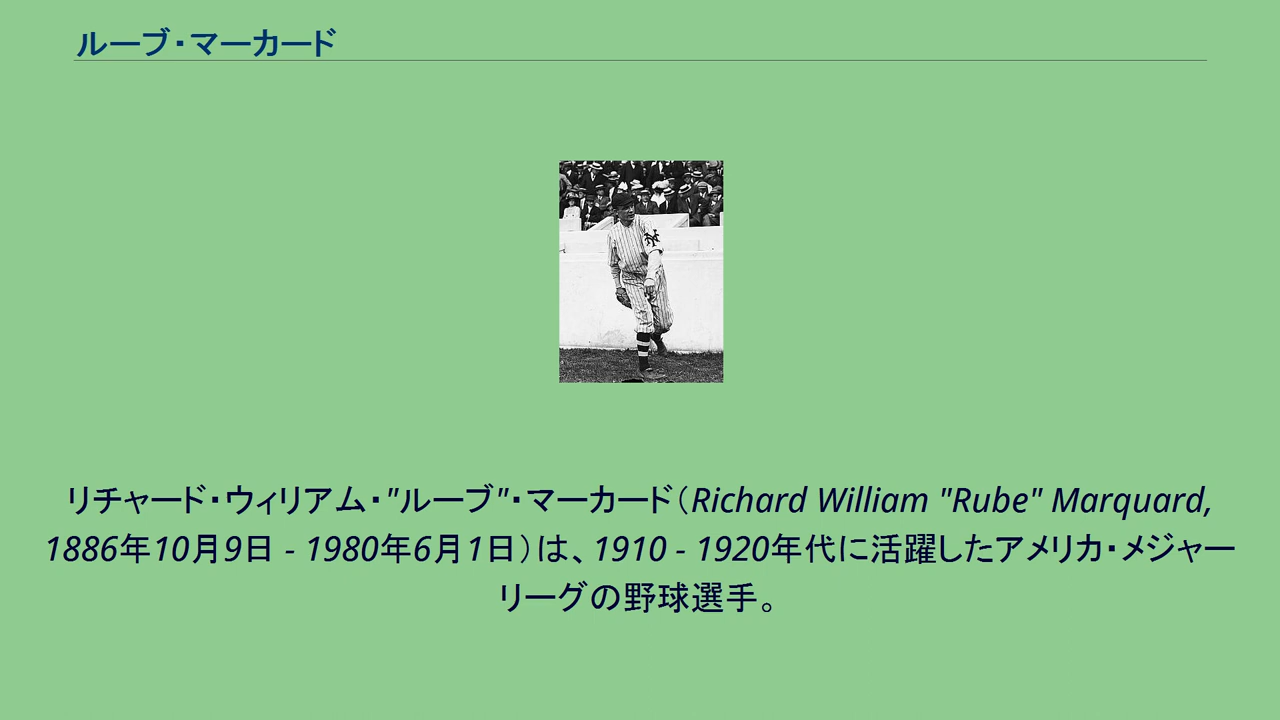 ルーブ・マーカード
リチャード・ウィリアム・"ルーブ"・マーカード（Richard William "Rube" Marquard,
1886年10月9日 - 1980年6月1日）は、1910 - 1920年代に活躍したアメリカ・メジャー
リーグの野球選手。